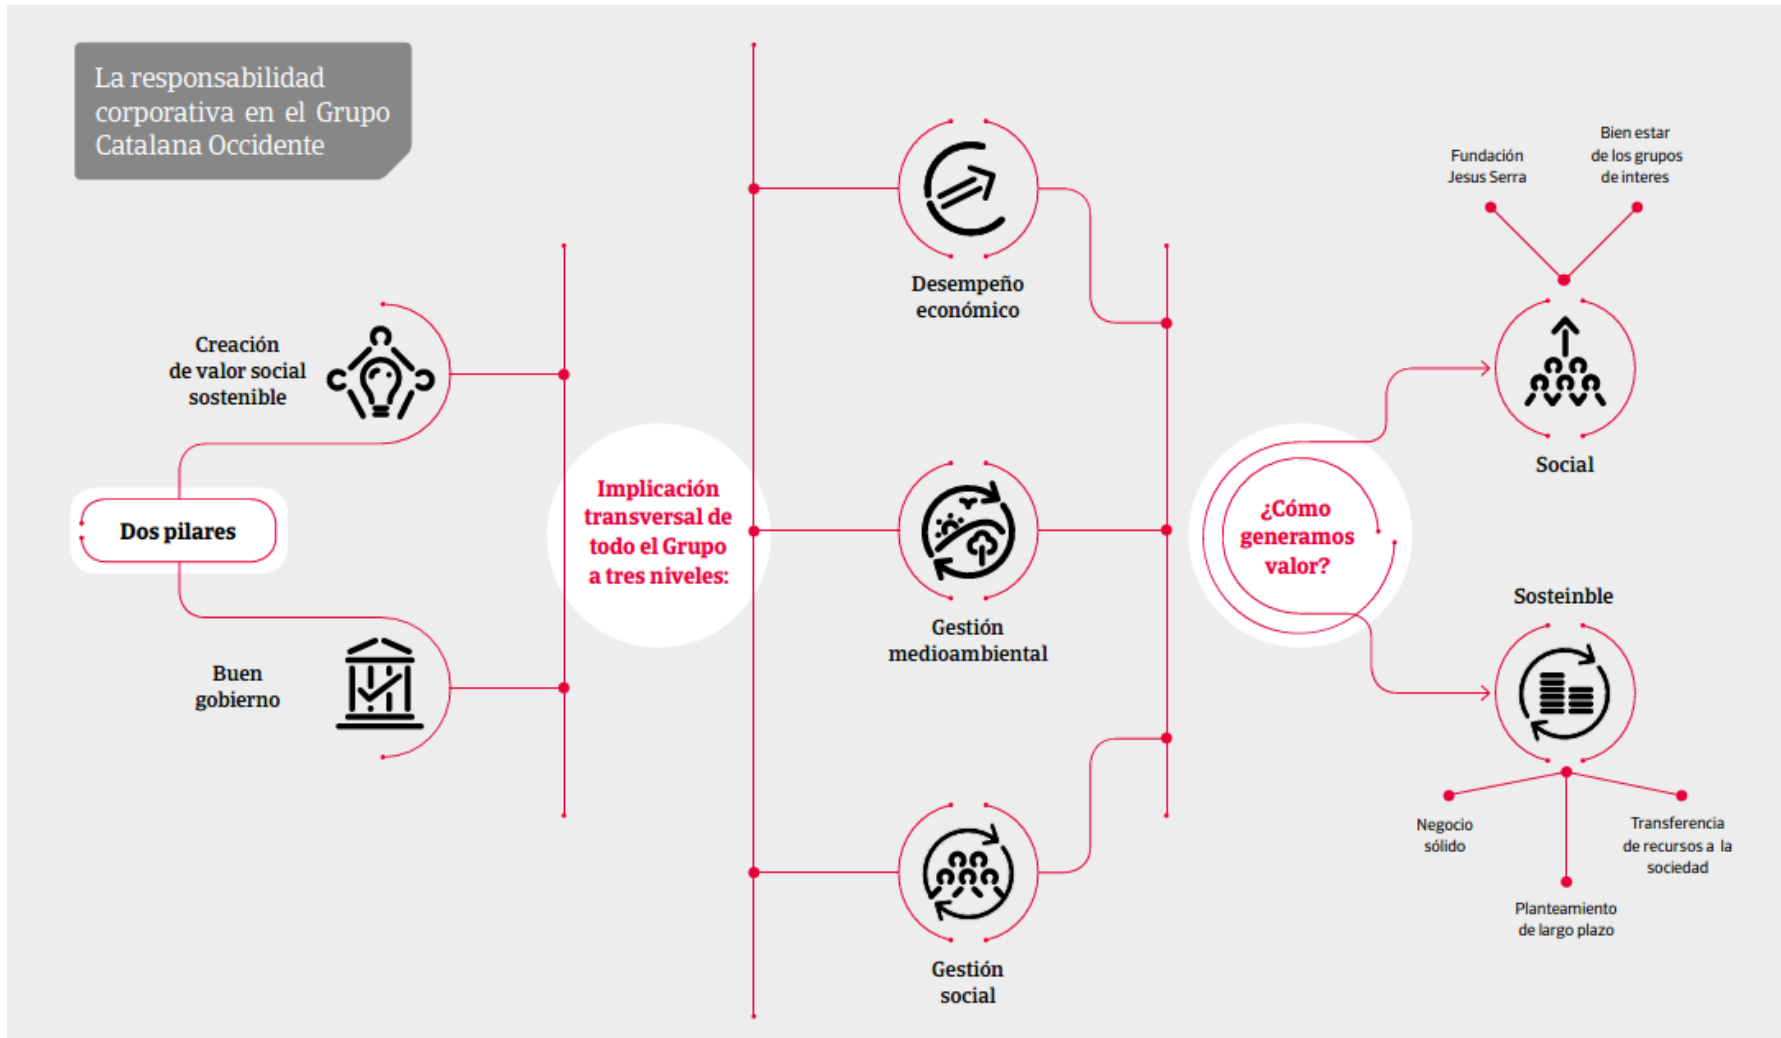 La responsabilidad
corporativa en el Grupo
Catalana Occidente
Creación
de valor social
sostenible
Dos pilares
Buen
gobierno
Implicación
transversal de
todo el Grupo
a tres niveles:
Desempeño
económico
Gestión
medioambiental
Gestión
social
¿Cómo
generamos
valor?
Fundación
Jesus Serra
Bien estar
de los grupos
de interes
Social
Sosteinble
Negocio
sólido
Planteamiento
de largo plazo
Transferencia
de recursos a la
sociedad